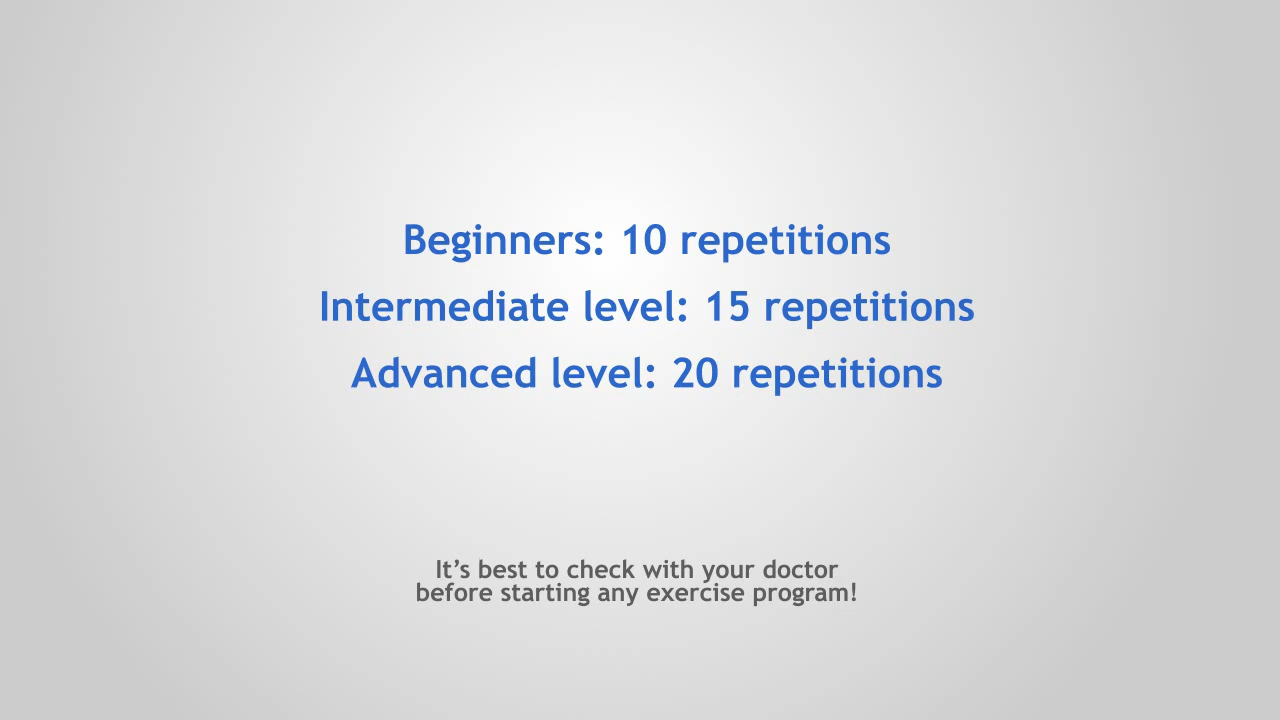 Beginners: 10 repetitions
Intermediate level: 15 repetitions
Advanced level: 20 repetitions
It’s best to check with your doctor
before starting any exercise program!